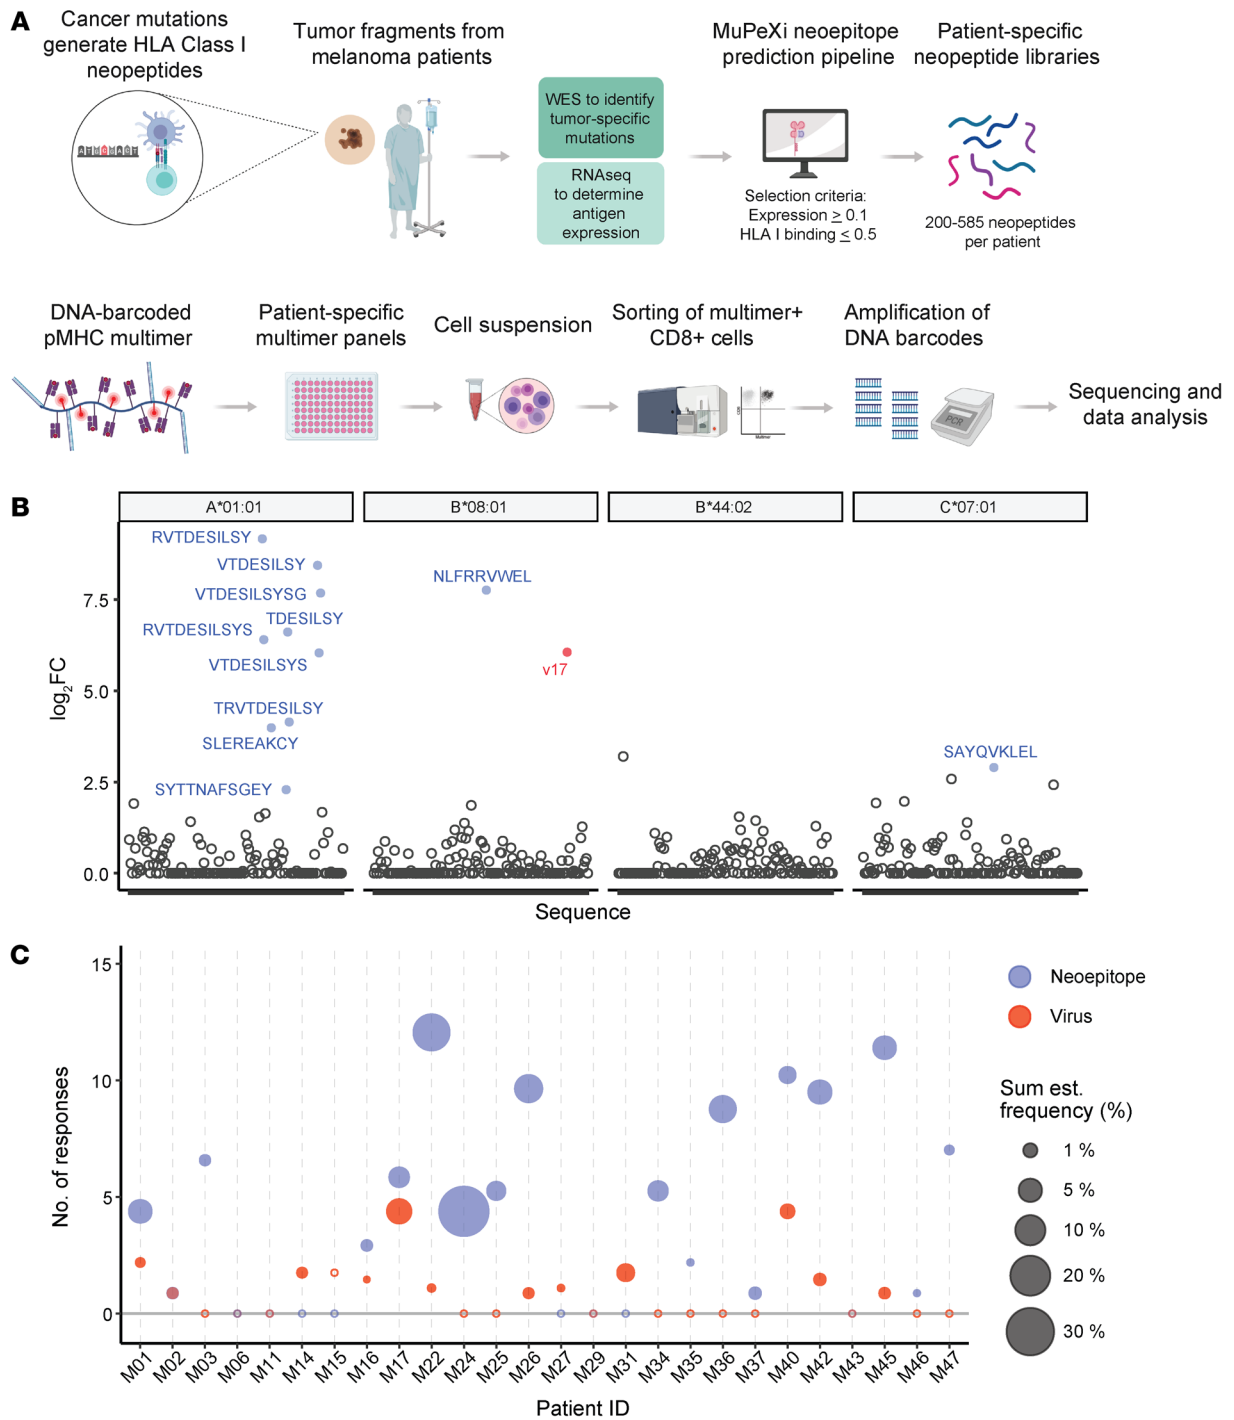 A
Cancer mutations
generate HLA Class I
neopeptides
Tumor fragments from
melanoma patients
WES to identify
tumor-specific
mutations
RNAseq
to determine
antigen
expression
MuPeXi neoepitope
prediction pipeline
Selection criteria:
Expression ≥ 0.1
HLA I binding ≤ 0.5
Patient-specific
neopeptide libraries
200-585 neopeptides
per patient
DNA-barcoded
pMHC multimer
Patient-specific
multimer panels
Cell suspension
Sorting of multimer+
CD8+ cells
Multimer
Amplification of
DNA barcodes
PCR
Sequencing and
data analysis
B
A*01:01
B*08:01
B*44:02
C*07:01
log2FC
7.5
5.0
2.5
0.0
RVTDESILSY
VTDESILSY
VTDESILSYSG
TDESILSY
RVTDESILSYS
VTDESILSYS
TRVTDESILSY
SLEREAKCY
SYTTNAFSGEY
NLFRRVWEL
v17
SAYQVKLEL
Sequence
C
No. of responses
15
10
5
0
M01 M02 M03 M06 M11 M14 M15 M16 M17 M22 M24 M25 M26 M27 M29 M31 M34 M35 M36 M37 M40 M42 M43 M45 M46 M47
Patient ID
Neoepitope
Virus
Sum est.
frequency (%)
1 %
5 %
10 %
20 %
30 %